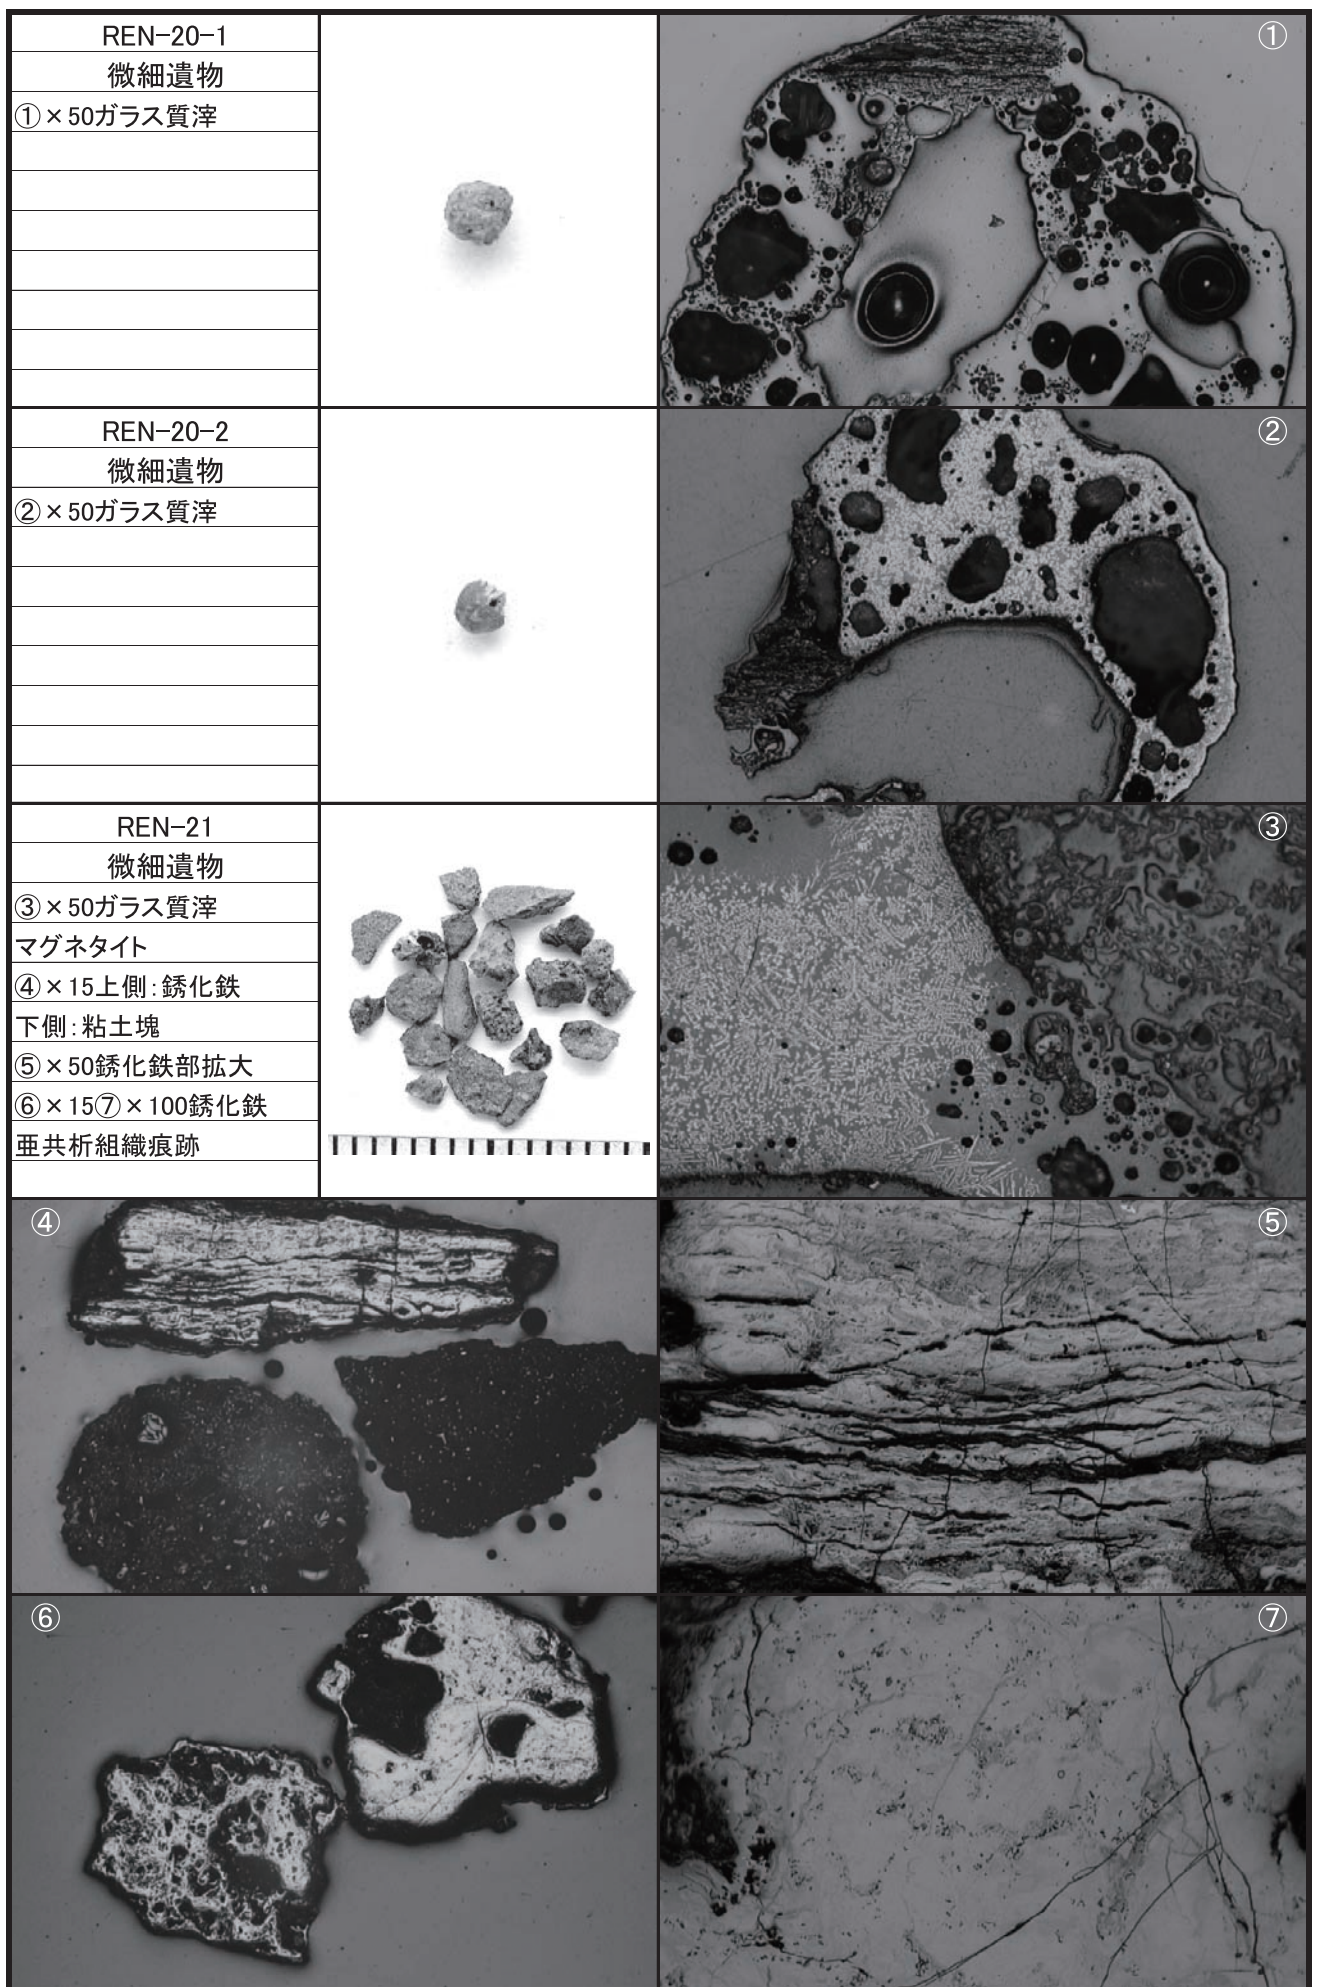 REN-20-1
微細遺物
①×50ガラス質滓
①
REN-20-2
微細遺物
②×50ガラス質滓
②
REN-21
微細遺物
③×50ガラス質滓
マグネタイト
④×15上側:銹化鉄
下側:粘土塊
⑤×50銹化鉄部拡大
⑥×15⑦×100銹化鉄
亜共析組織痕跡
③
④
⑤
⑥
⑦